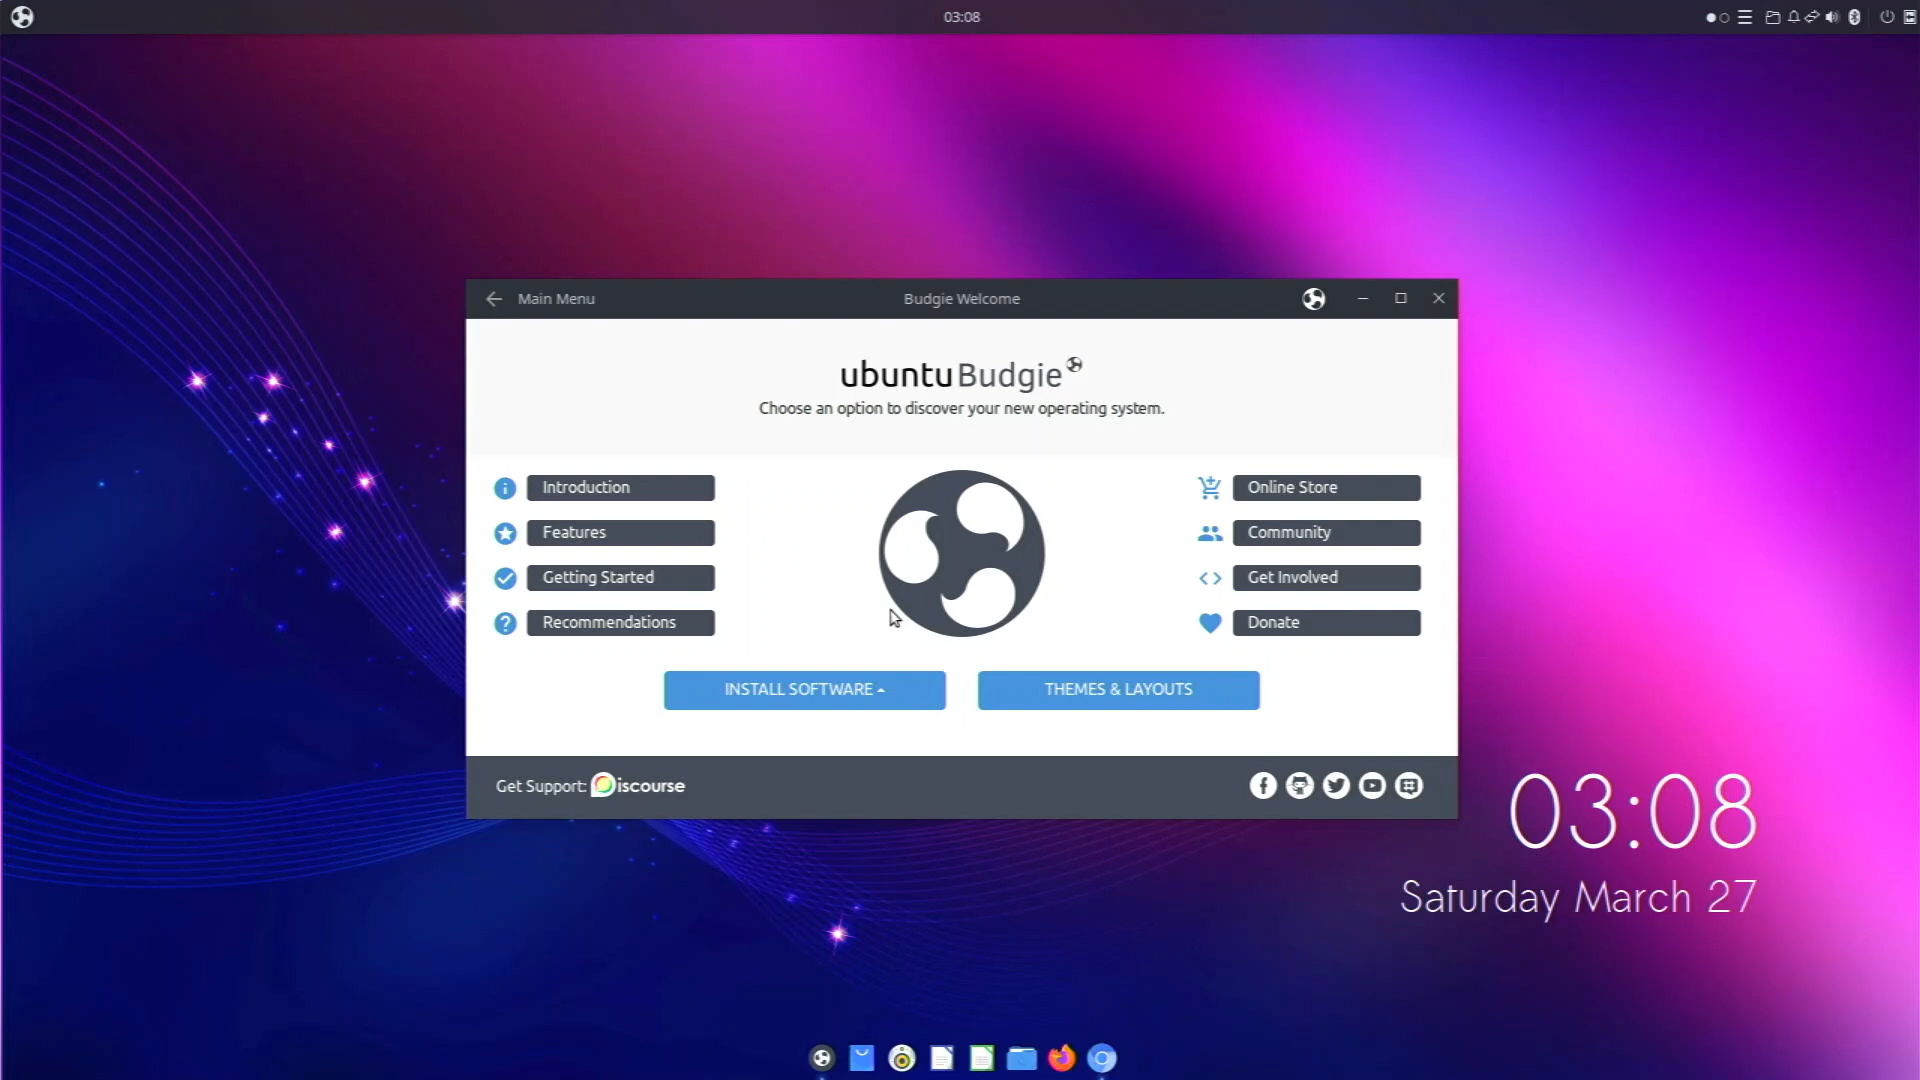 03:08
Main Menu
Budgie Welcome
ubuntu Budgie
Choose an option to discover your new operating system.
Introduction
Features
Getting Started
Recommendations
Online Store
Community
Get Involved
Donate
INSTALL SOFTWARE
THEMES & LAYOUTS
Get Support: Discourse
03:08
Saturday March 27